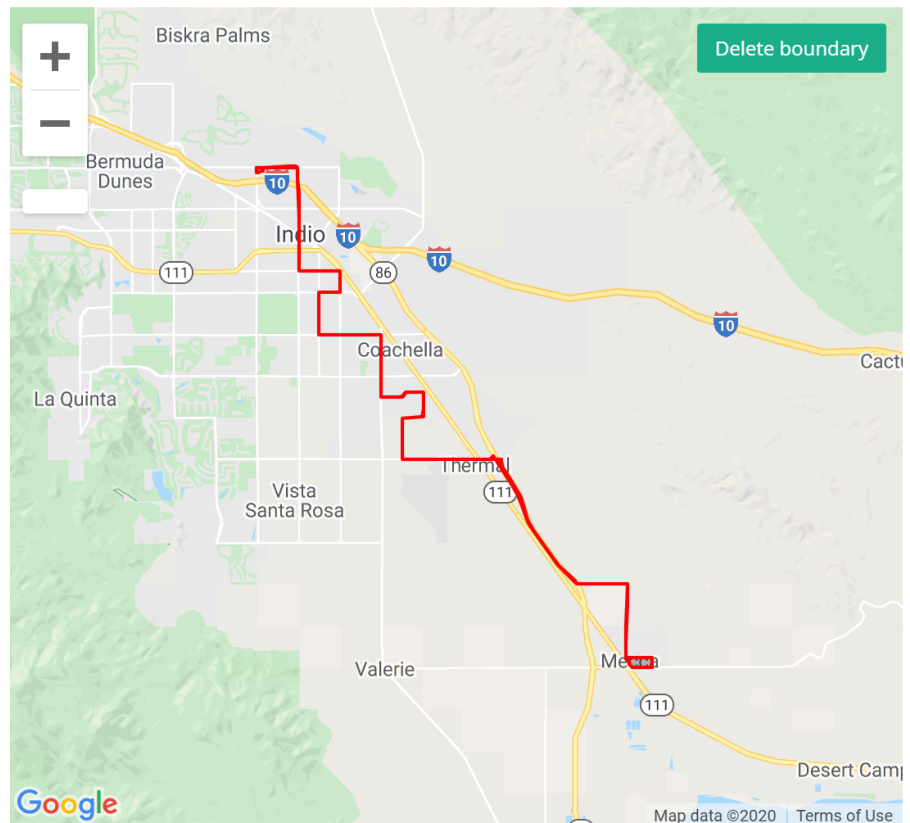 Biskra Palms
Delete boundary
Bermuda
Dunes
10
Indio
10
10
111
86
10
Coachella
Cactu
La Quinta
Thermal
111
Vista
Santa Rosa
Mecca
Valerie
111
Desert Camp
Google
Map data ©2020
Terms of Use